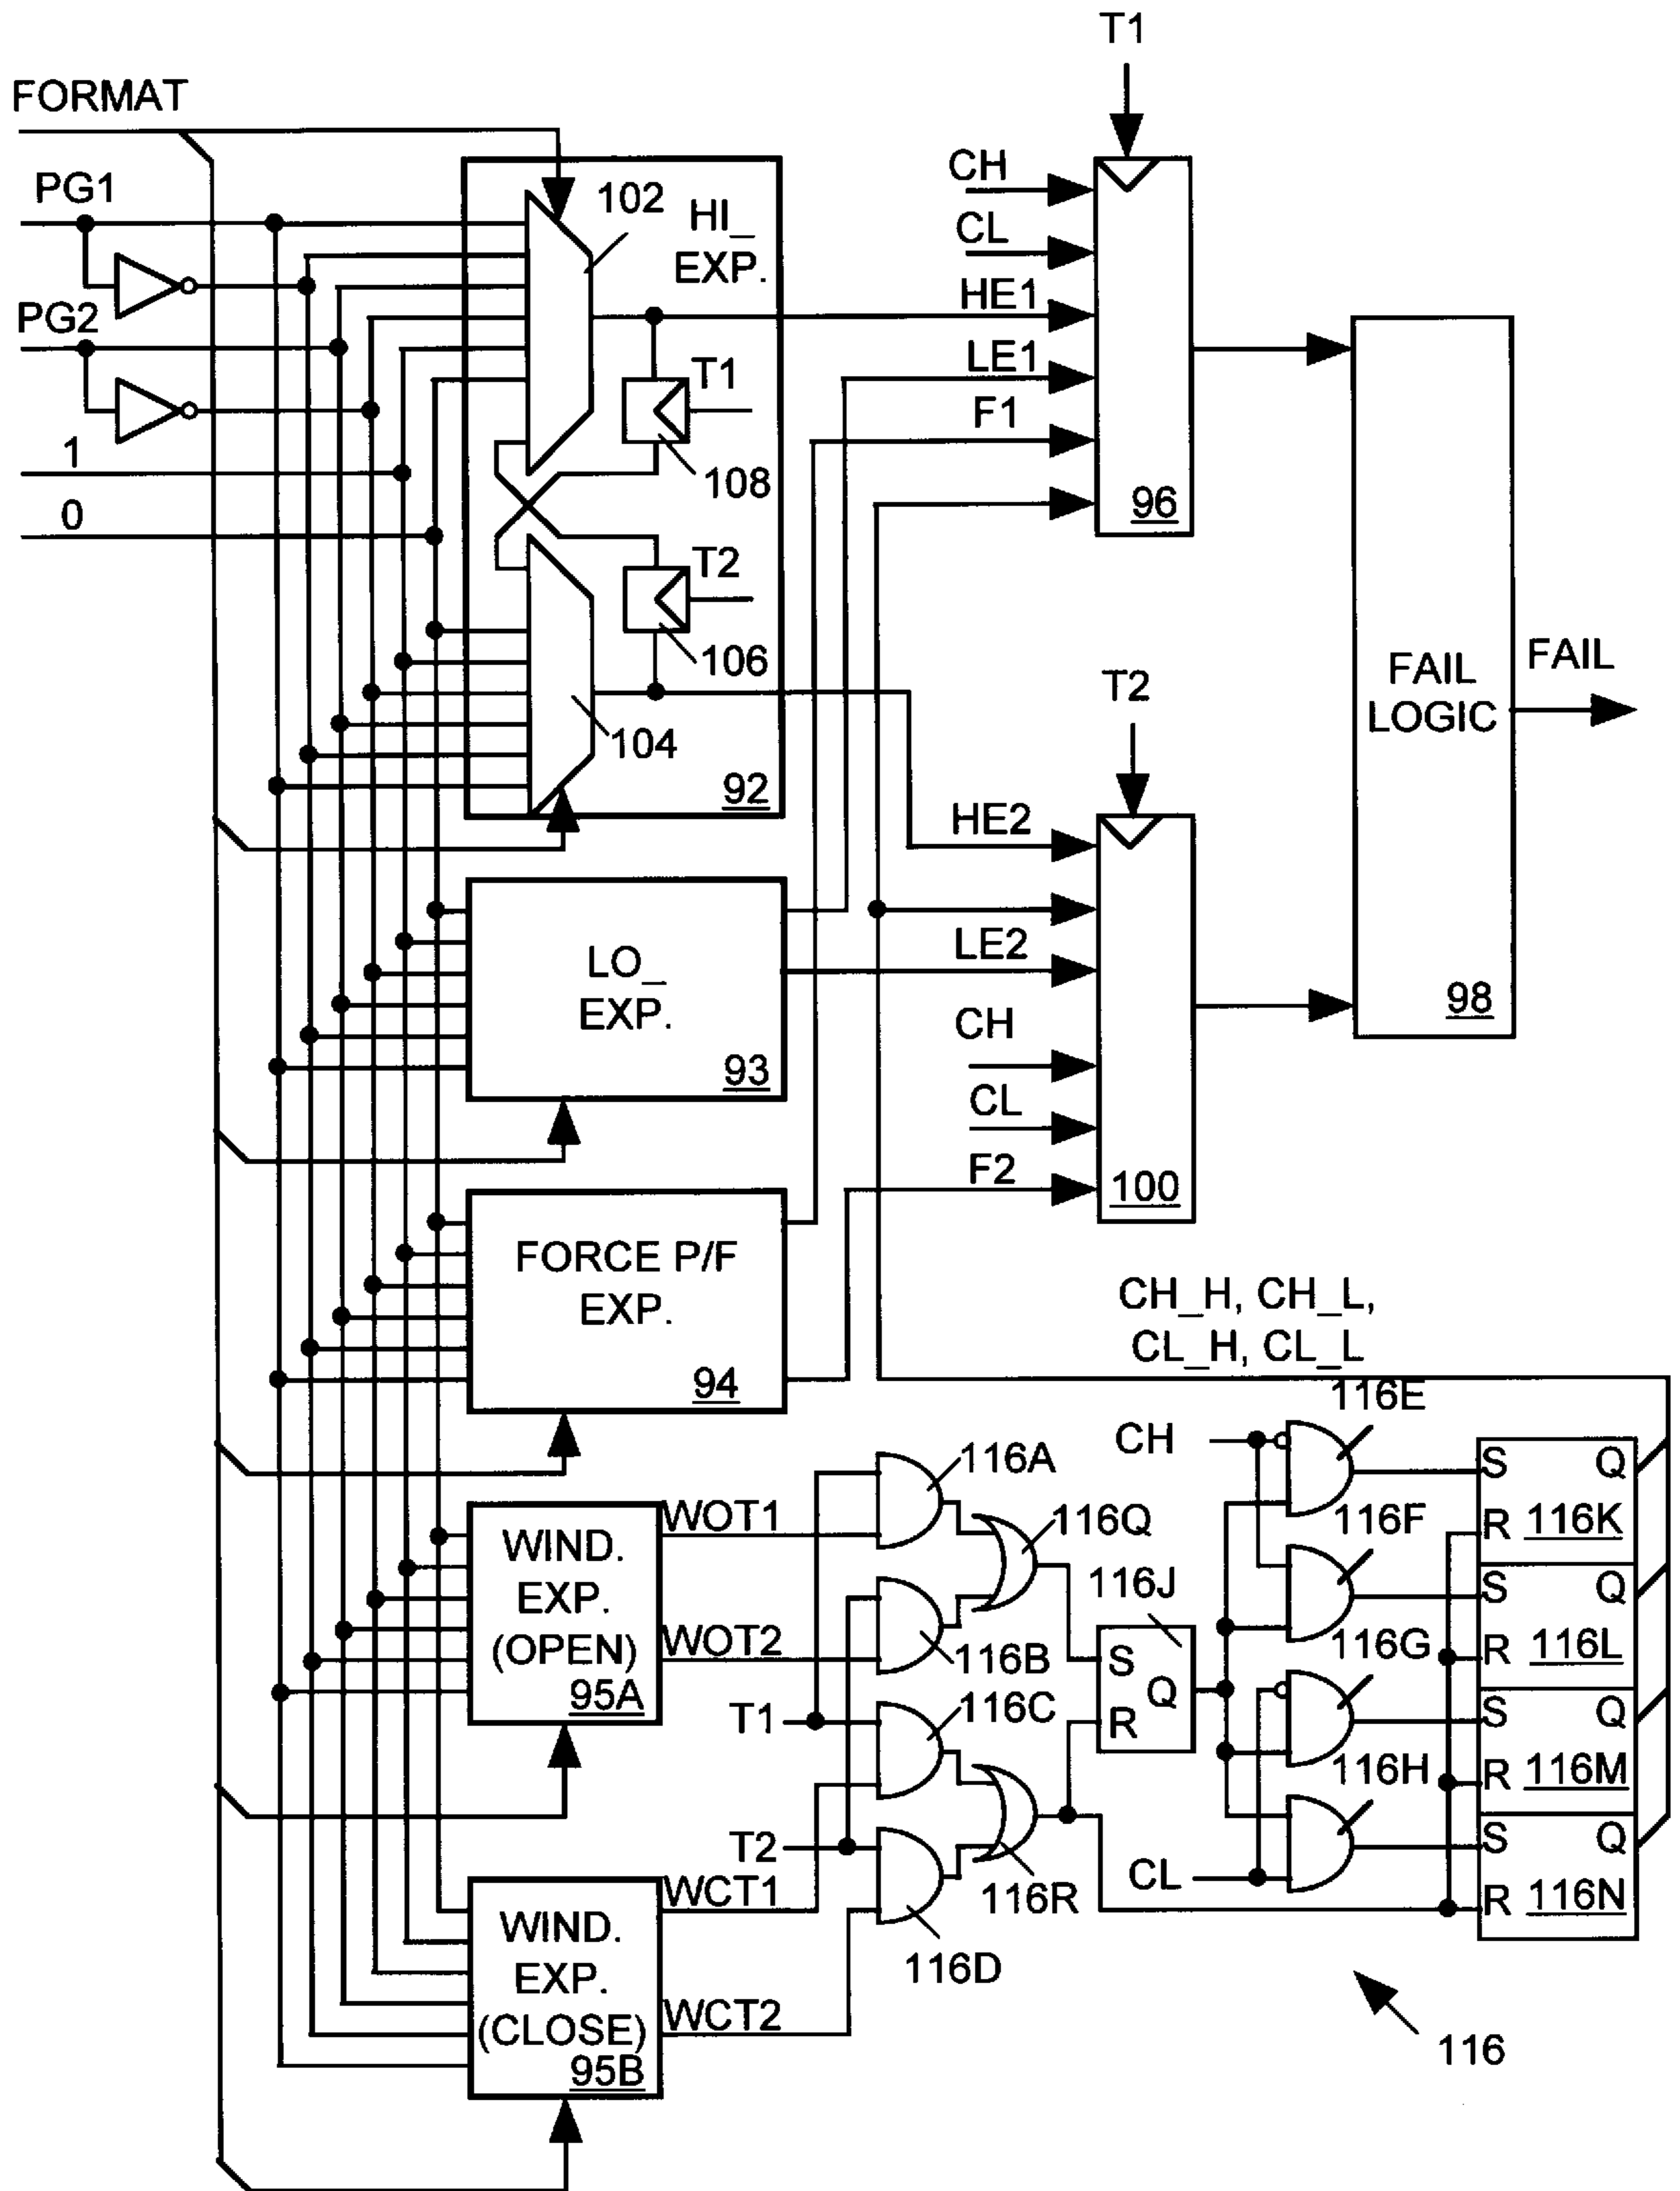 T1
FORMAT
PG1
PG2
1
0
102
HI_
EXP.
T1
108
T2
106
104
92
CH
CL
HE1
LE1
F1
96
T2
HE2
LE2
CH
CL
F2
100
FAIL
LOGIC
98
FAIL
LO_
EXP.
93
FORCE P/F
EXP.
94
CH_H, CH_L,
CL_H, CL_L
WIND.
EXP.
(OPEN)
95A
WOT1
WOT2
WIND.
EXP.
(CLOSE)
95B
WCT1
WCT2
T1
T2
116A
116B
116C
116D
116Q
116R
116J
S
Q
R
CH
CL
116E
116F
116G
116H
S Q
R 116K
S Q
R 116L
S Q
R 116M
S Q
R 116N
116